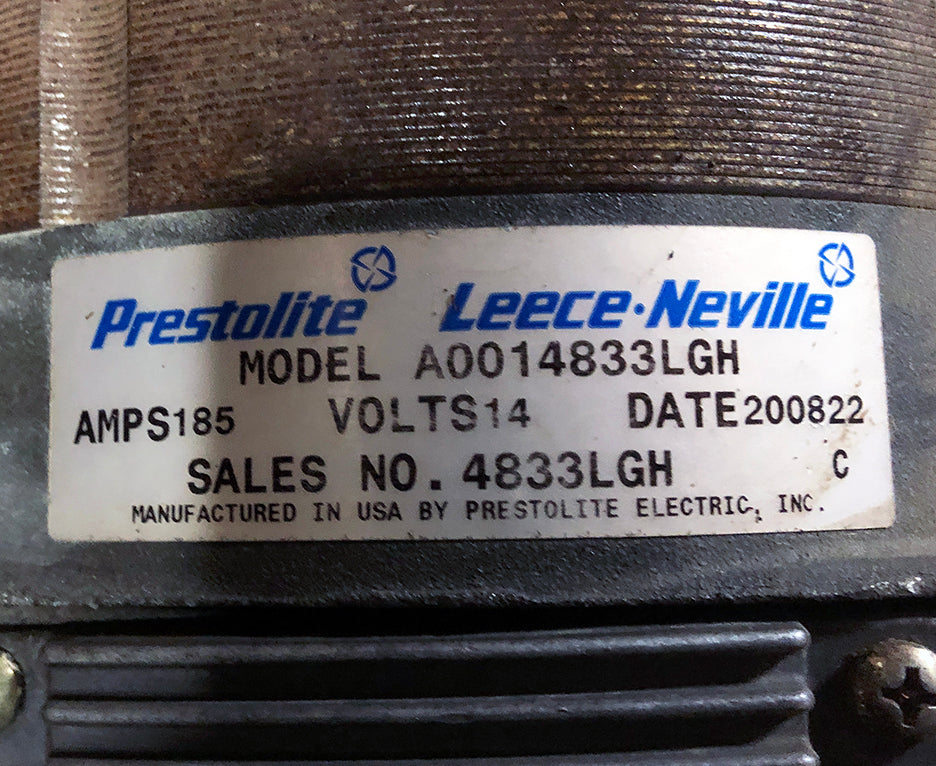 Prestolite Leece·Neville
MODEL A0014833LGH
AMPS185 VOLTS14 DATE200822
SALES NO. 4833LGH C
MANUFACTURED IN USA BY PRESTOLITE ELECTRIC, INC.